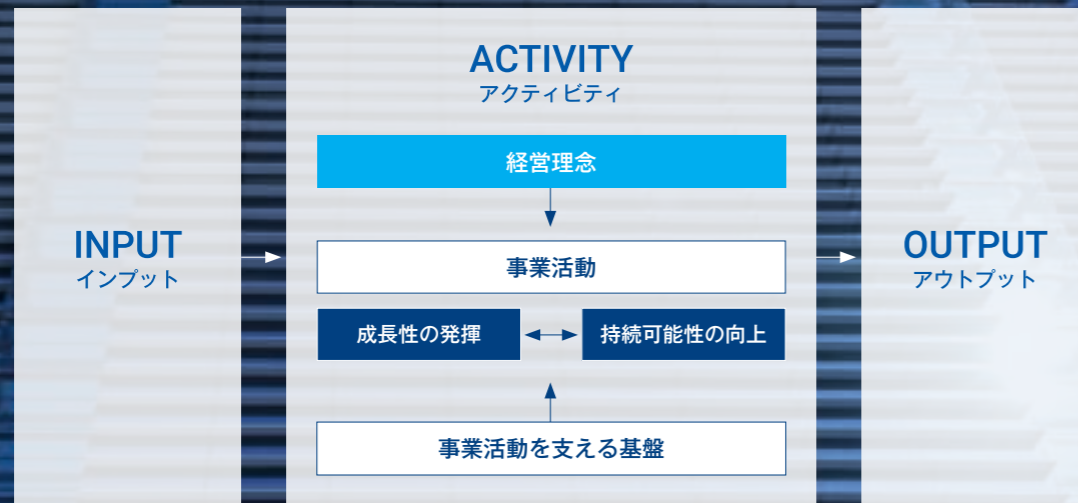 INPUT
インプット
ACTIVITY
アクティビティ
経営理念
事業活動
成長性の発揮
持続可能性の向上
事業活動を支える基盤
OUTPUT
アウトプット